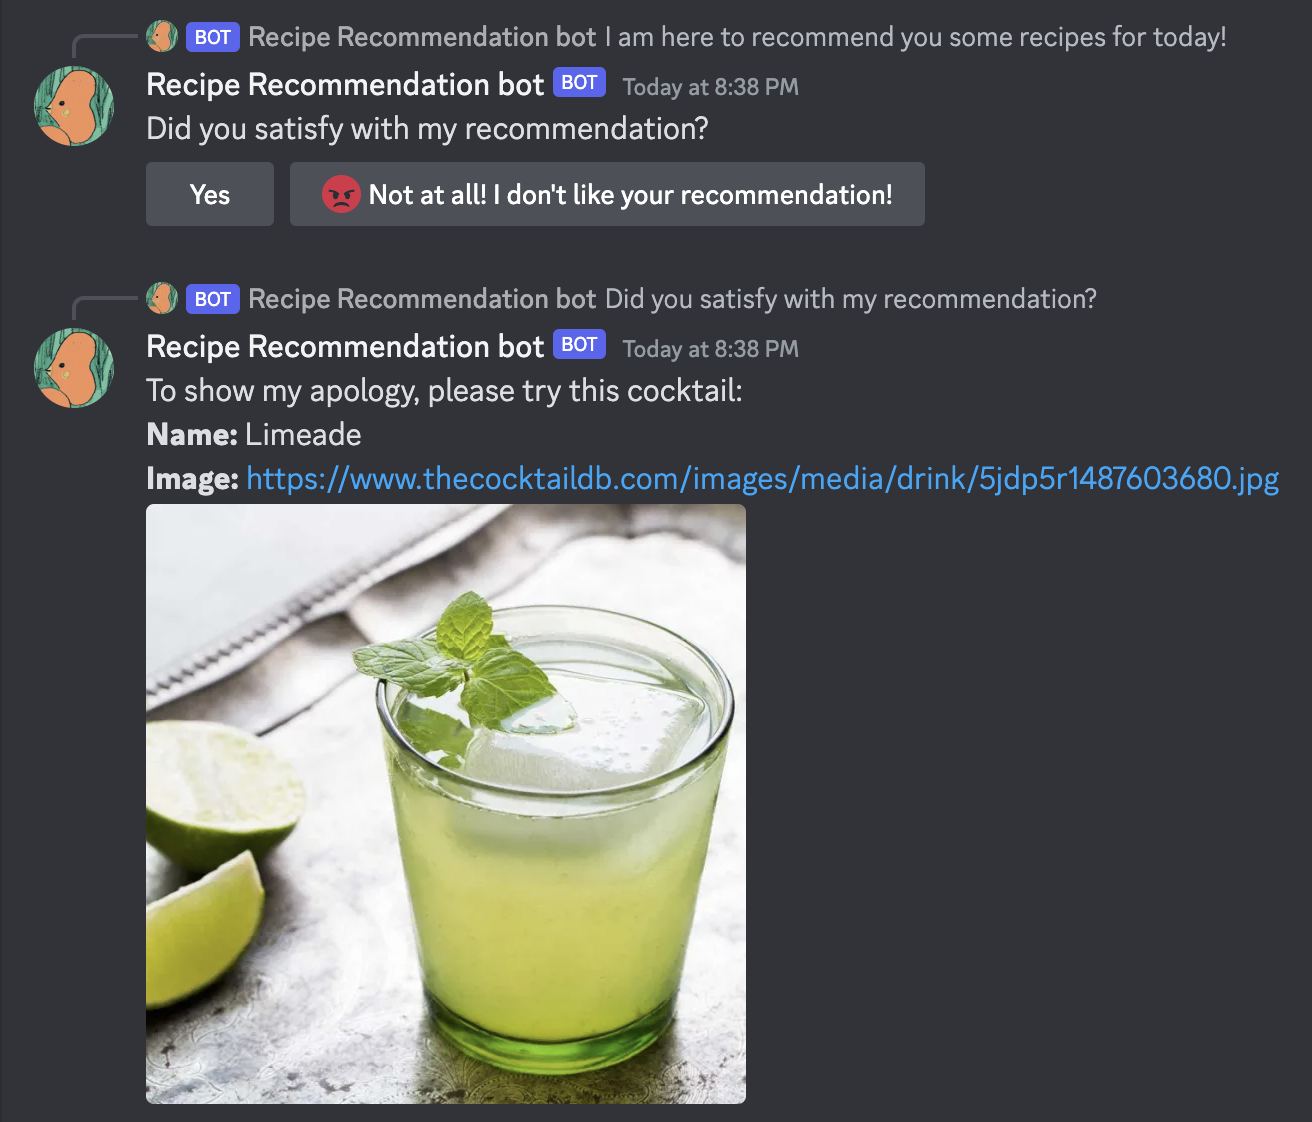 BOT Recipe Recommendation bot I am here to recommend you some recipes for today!
Recipe Recommendation bot BOT Today at 8:38 PM
Did you satisfy with my recommendation?
Yes
Not at all! I don't like your recommendation!
BOT Recipe Recommendation bot Did you satisfy with my recommendation?
Recipe Recommendation bot BOT Today at 8:38 PM
To show my apology, please try this cocktail:
Name: Limeade
Image: https://www.thecocktaildb.com/images/media/drink/5jdp5r1487603680.jpg